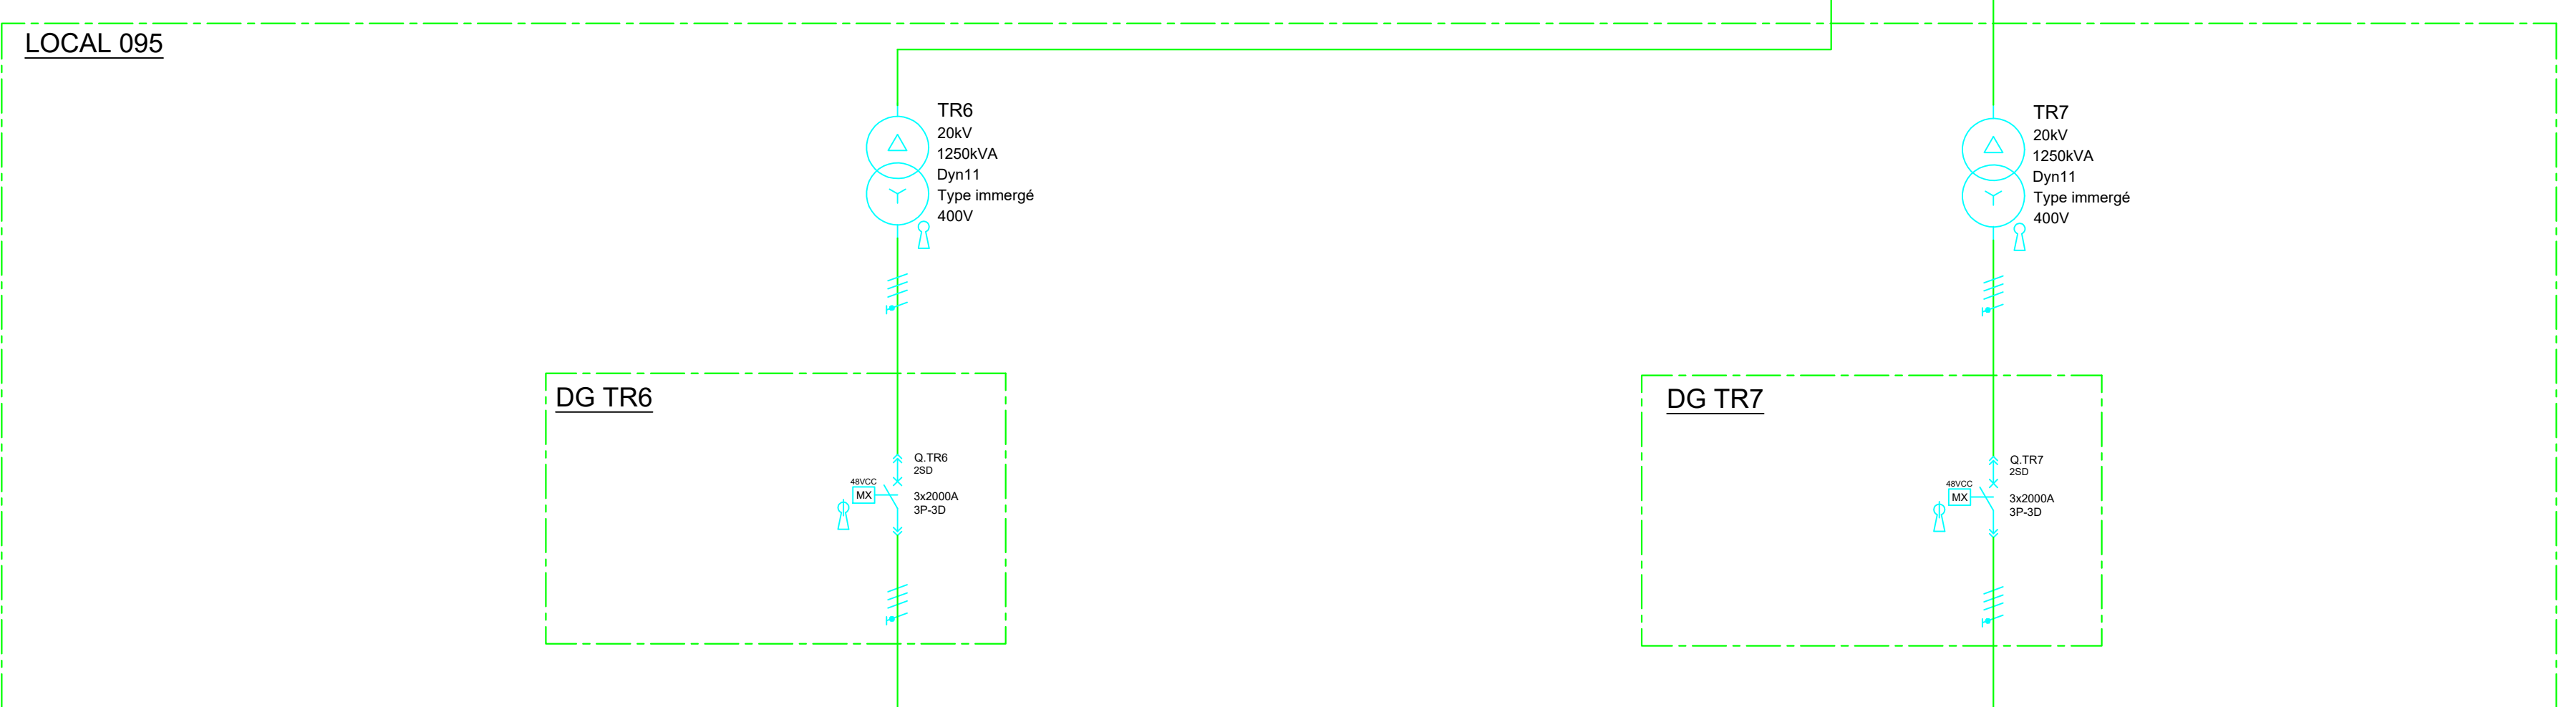 LOCAL 095
TR6
20kV
1250kVA
Dyn11
Type immergé
400V
TR7
20kV
1250kVA
Dyn11
Type immergé
400V
DG TR6
Q.TR6
2SD
48VCC
MX
3x2000A
3P-3D
DG TR7
Q.TR7
2SD
48VCC
MX
3x2000A
3P-3D